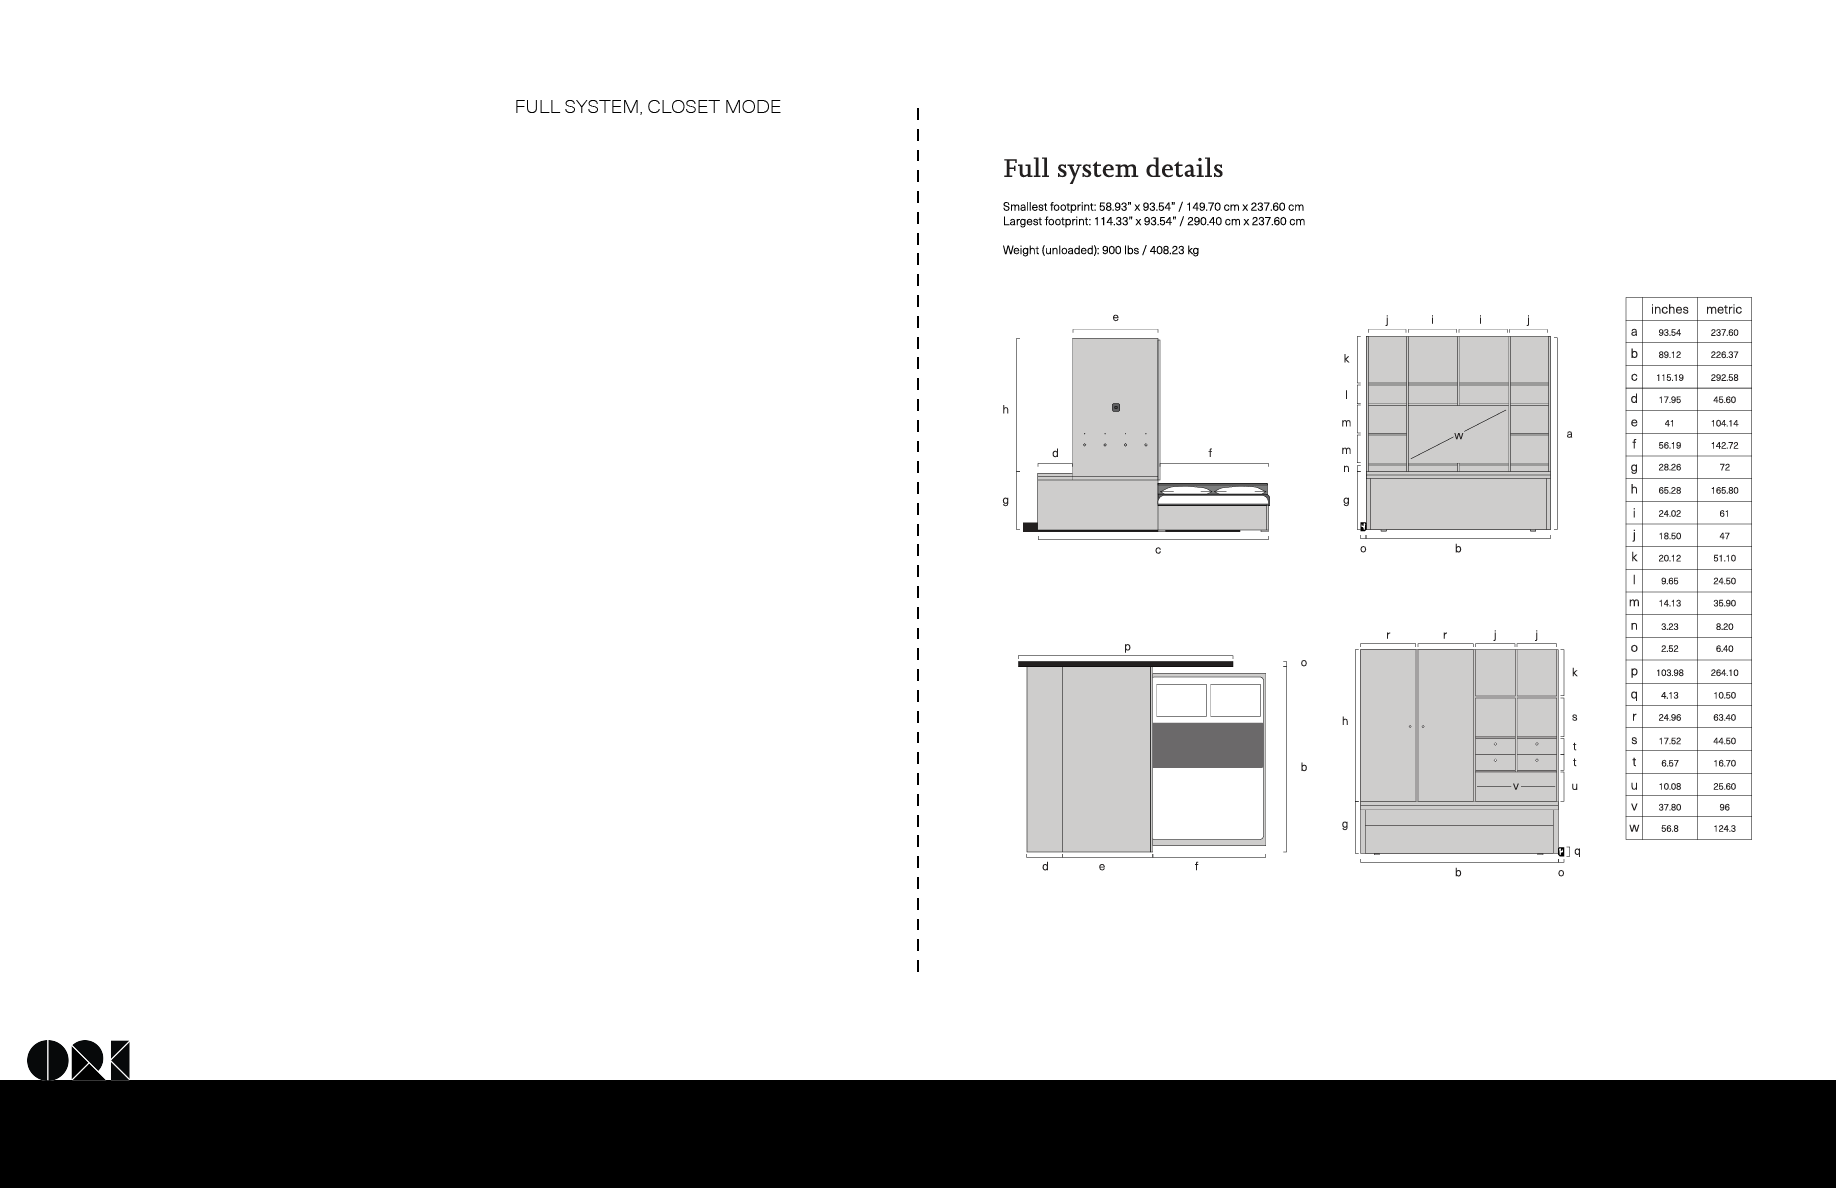 FULL SYSTEM, CLOSET MODE
Full system details
Smallest footprint: 58.93” x 93.54” / 149.70 cm x 237.60 cm
Largest footprint: 114.33” x 93.54” / 290.40 cm x 237.60 cm
Weight (unloaded): 900 lbs / 408.23 kg
e
h
d
f
g
c
j i i j
k
l
m
w
a
m
n
g
o b
p
o
b
d e f
r r j j
k
h
s
t
t
v
u
g
q
b o
inches metric
a 93.54 237.60
b 89.12 226.37
c 115.19 292.58
d 17.95 45.60
e 41 104.14
f 56.19 142.72
g 28.26 72
h 65.28 165.80
i 24.02 61
j 18.50 47
k 20.12 51.10
l 9.65 24.50
m 14.13 35.90
n 3.23 8.20
o 2.52 6.40
p 103.98 264.10
q 4.13 10.50
r 24.96 63.40
s 17.52 44.50
t 6.57 16.70
u 10.08 25.60
v 37.80 96
w 56.8 124.3
ORI